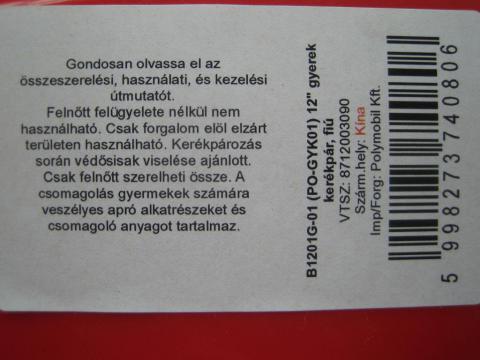 Gondosan olvassa el az
összeszerelési, használati, és kezelési
útmutatót.
Felnőtt felügyelete nélkül nem
használható. Csak forgalom elöl elzárt
területen használható. Kerékpározás
során védősisak viselése ajánlott.
Csak felnőtt szerelheti össze. A
csomagolás gyermekek számára
veszélyes apró alkatrészeket és
csomagoló anyagot tartalmaz.
B1201G-01 (PO-GYK01) 12" gyerek
kerékpár, fiú
VTSZ: 8712003090
Szárm.hely: Kína
Imp/Forg: Polymobil Kft.
5 998273 740806